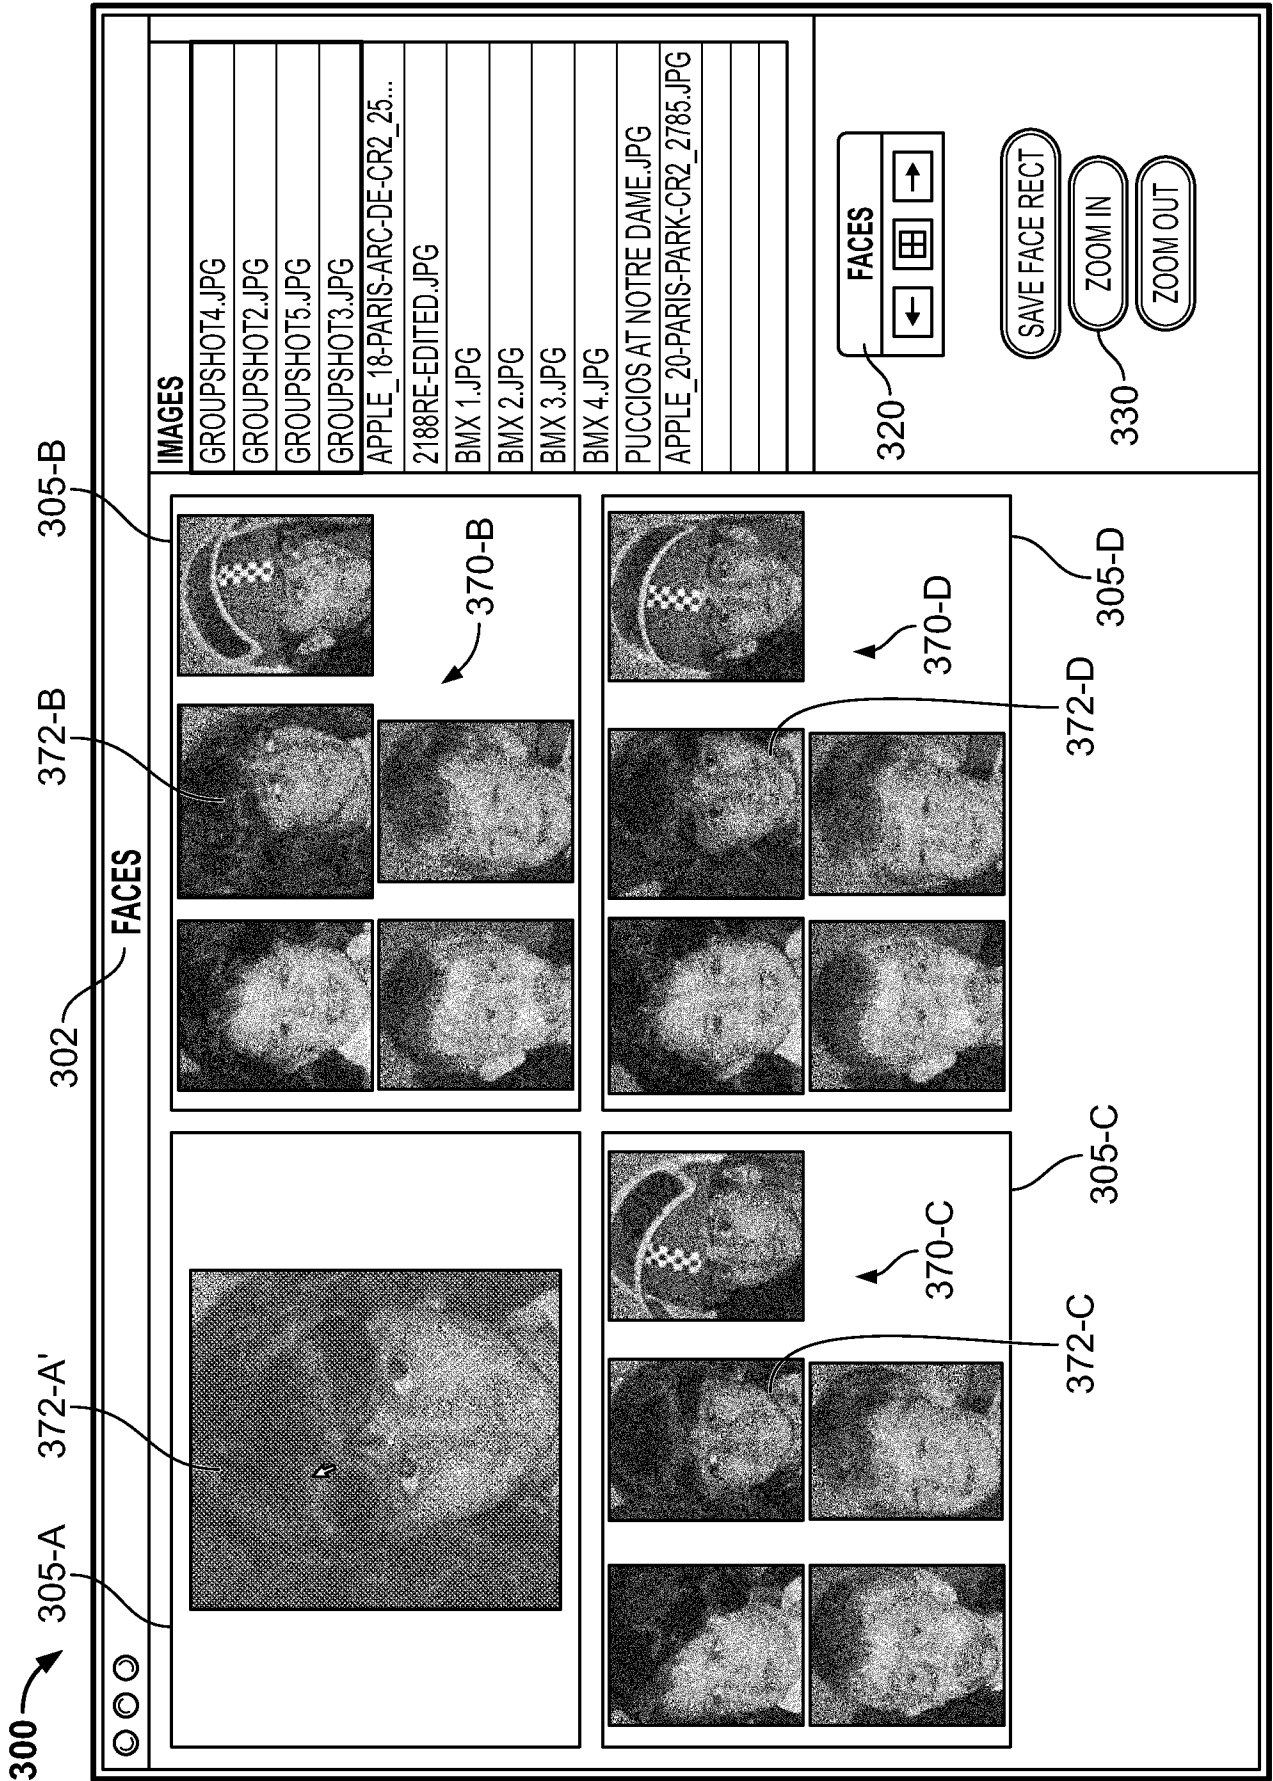 300
305-A
372-A'
302
372-B
305-B
FACES
370-B
IMAGES
GROUPSHOT4.JPG
GROUPSHOT2.JPG
GROUPSHOT5.JPG
GROUPSHOT3.JPG
APPLE_18-PARIS-ARC-DE-CR2_25...
2188RE-EDITED.JPG
BMX 1.JPG
BMX 2.JPG
BMX 3.JPG
BMX 4.JPG
PUCCIOS AT NOTRE DAME.JPG
APPLE_20-PARIS-PARK-CR2_2785.JPG
370-C
370-D
372-C
305-C
372-D
305-D
320
FACES
330
SAVE FACE RECT
ZOOM IN
ZOOM OUT